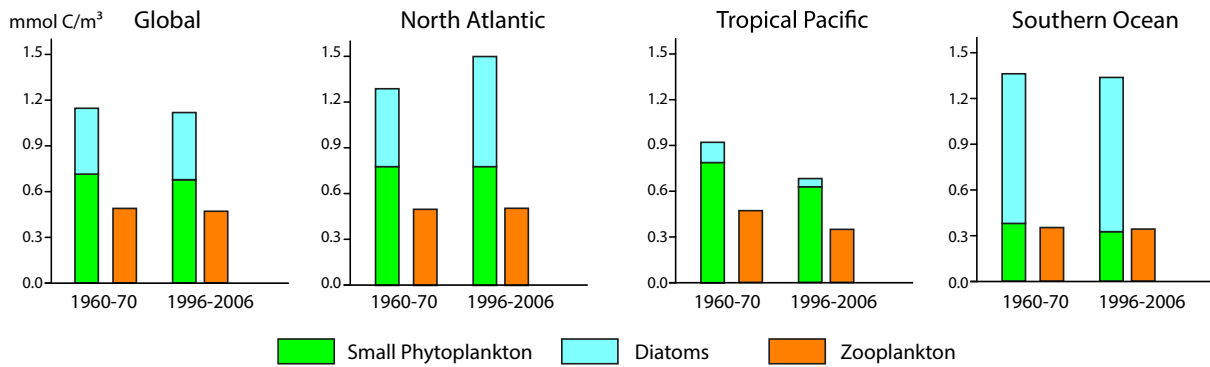 mmol C/m³ Global North Atlantic Tropical Pacific Southern Ocean
1.5 1.5 1.5 1.5
1.2 1.2 1.2 1.2
0.9 0.9 0.9 0.9
0.6 0.6 0.6 0.6
0.3 0.3 0.3 0.3
0.0 0.0 0.0 0.0
1960-70 1996-2006 1960-70 1996-2006 1960-70 1996-2006 1960-70 1996-2006
Small Phytoplankton Diatoms Zooplankton